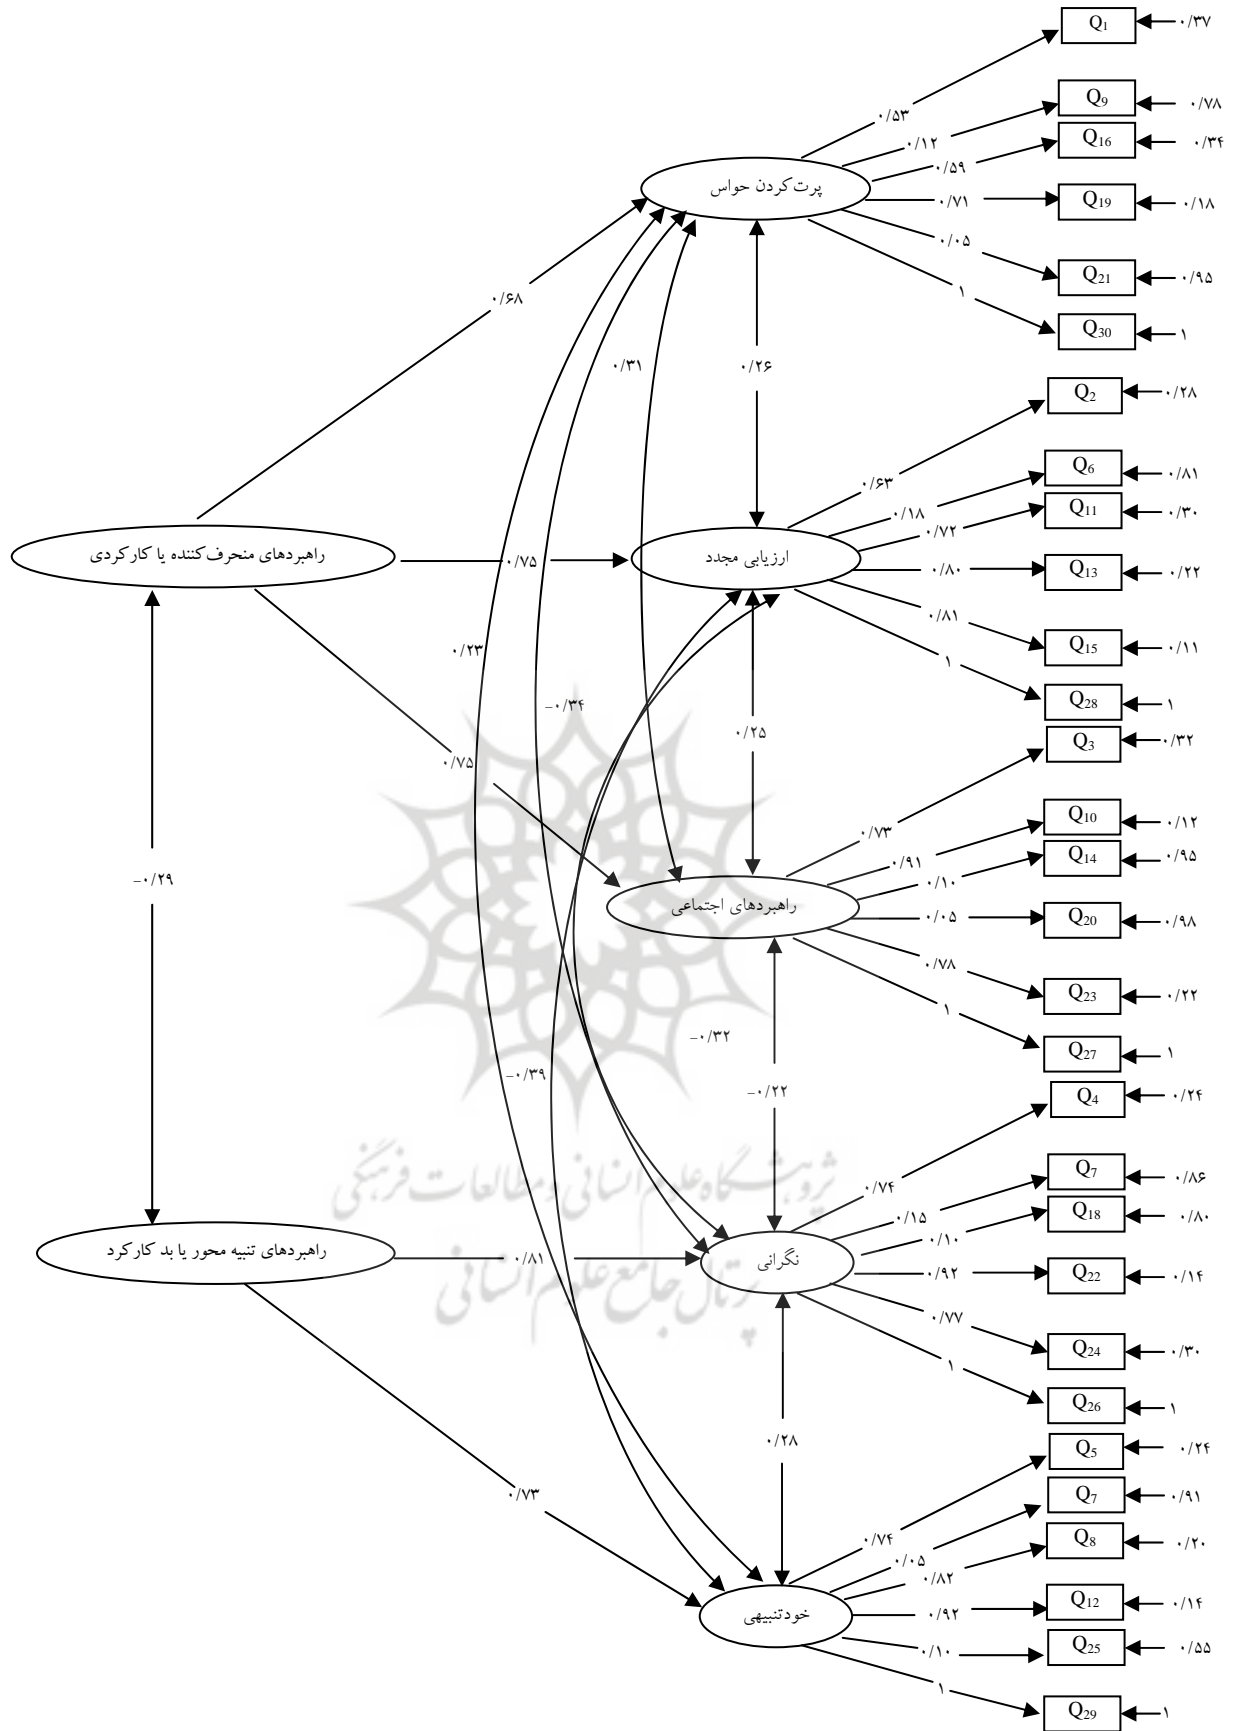 Q1
۰/۳۷
۰/۵۳
Q9
۰/۷۸
۰/۱۲
Q16
۰/۳۴
۰/۵۹
پرت‌کردن حواس
۰/۷۱
Q19
۰/۱۸
۰/۰۵
Q21
۰/۹۵
۱
Q30
۱
۰/۶۸
۰/۳۱
۰/۲۶
Q2
۰/۲۸
۰/۶۳
Q6
۰/۸۱
۰/۱۸
Q11
۰/۳۰
۰/۷۲
راهبردهای منحرف‌کننده یا کارکردی
۰/۷۵
ارزیابی مجدد
۰/۸۰
Q13
۰/۲۲
۰/۸۱
Q15
۰/۱۱
۱
Q28
۱
۰/۲۳
–۰/۳۴
۰/۲۵
۰/۷۵
Q3
۰/۳۲
۰/۷۳
Q10
۰/۱۲
۰/۹۱
Q14
۰/۹۵
۰/۱۰
–۰/۲۹
راهبردهای اجتماعی
۰/۰۵
Q20
۰/۹۸
۰/۷۸
Q23
۰/۲۲
۱
Q27
۱
–۰/۳۲
–۰/۳۹
–۰/۲۲
Q4
۰/۲۴
۰/۷۴
Q7
۰/۸۶
۰/۱۵
Q18
۰/۸۰
۰/۱۰
پژوهشگاه علوم انسانی و مطالعات فرهنگی
پرتال جامع علوم انسانی
راهبردهای تنبیه محور یا بد کارکرد
۰/۸۱
نگرانی
۰/۹۲
Q22
۰/۱۴
۰/۷۷
Q24
۰/۳۰
۱
Q26
۱
۰/۲۸
Q5
۰/۲۴
۰/۷۴
Q7
۰/۹۱
۰/۰۵
Q8
۰/۲۰
۰/۸۲
۰/۷۳
خودتنبیهی
۰/۹۲
Q12
۰/۱۴
۰/۱۰
Q25
۰/۵۵
۱
Q29
۱